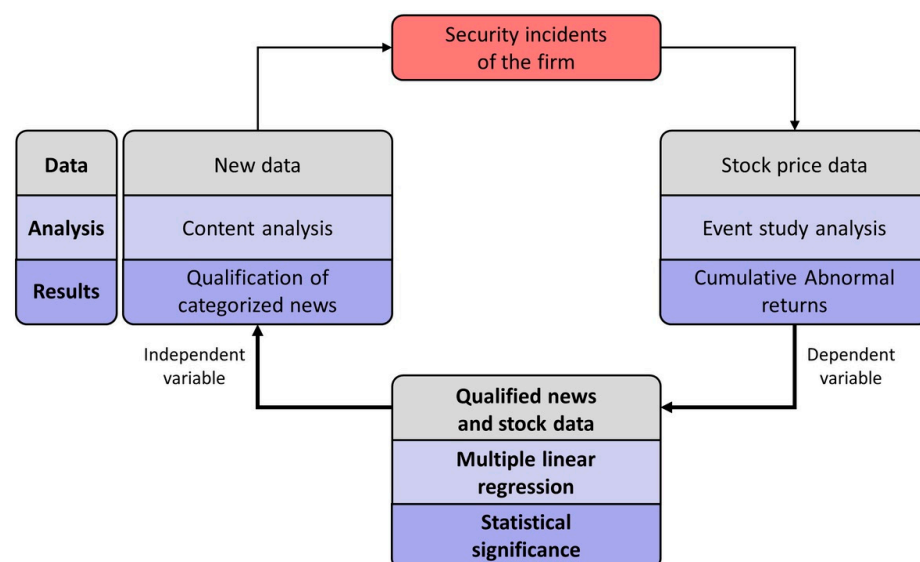 Security incidents
of the firm
Data
New data
Stock price data
Analysis
Content analysis
Event study analysis
Results
Qualification of
categorized news
Cumulative Abnormal
returns
Independent
variable
Dependent
variable
Qualified news
and stock data
Multiple linear
regression
Statistical
significance